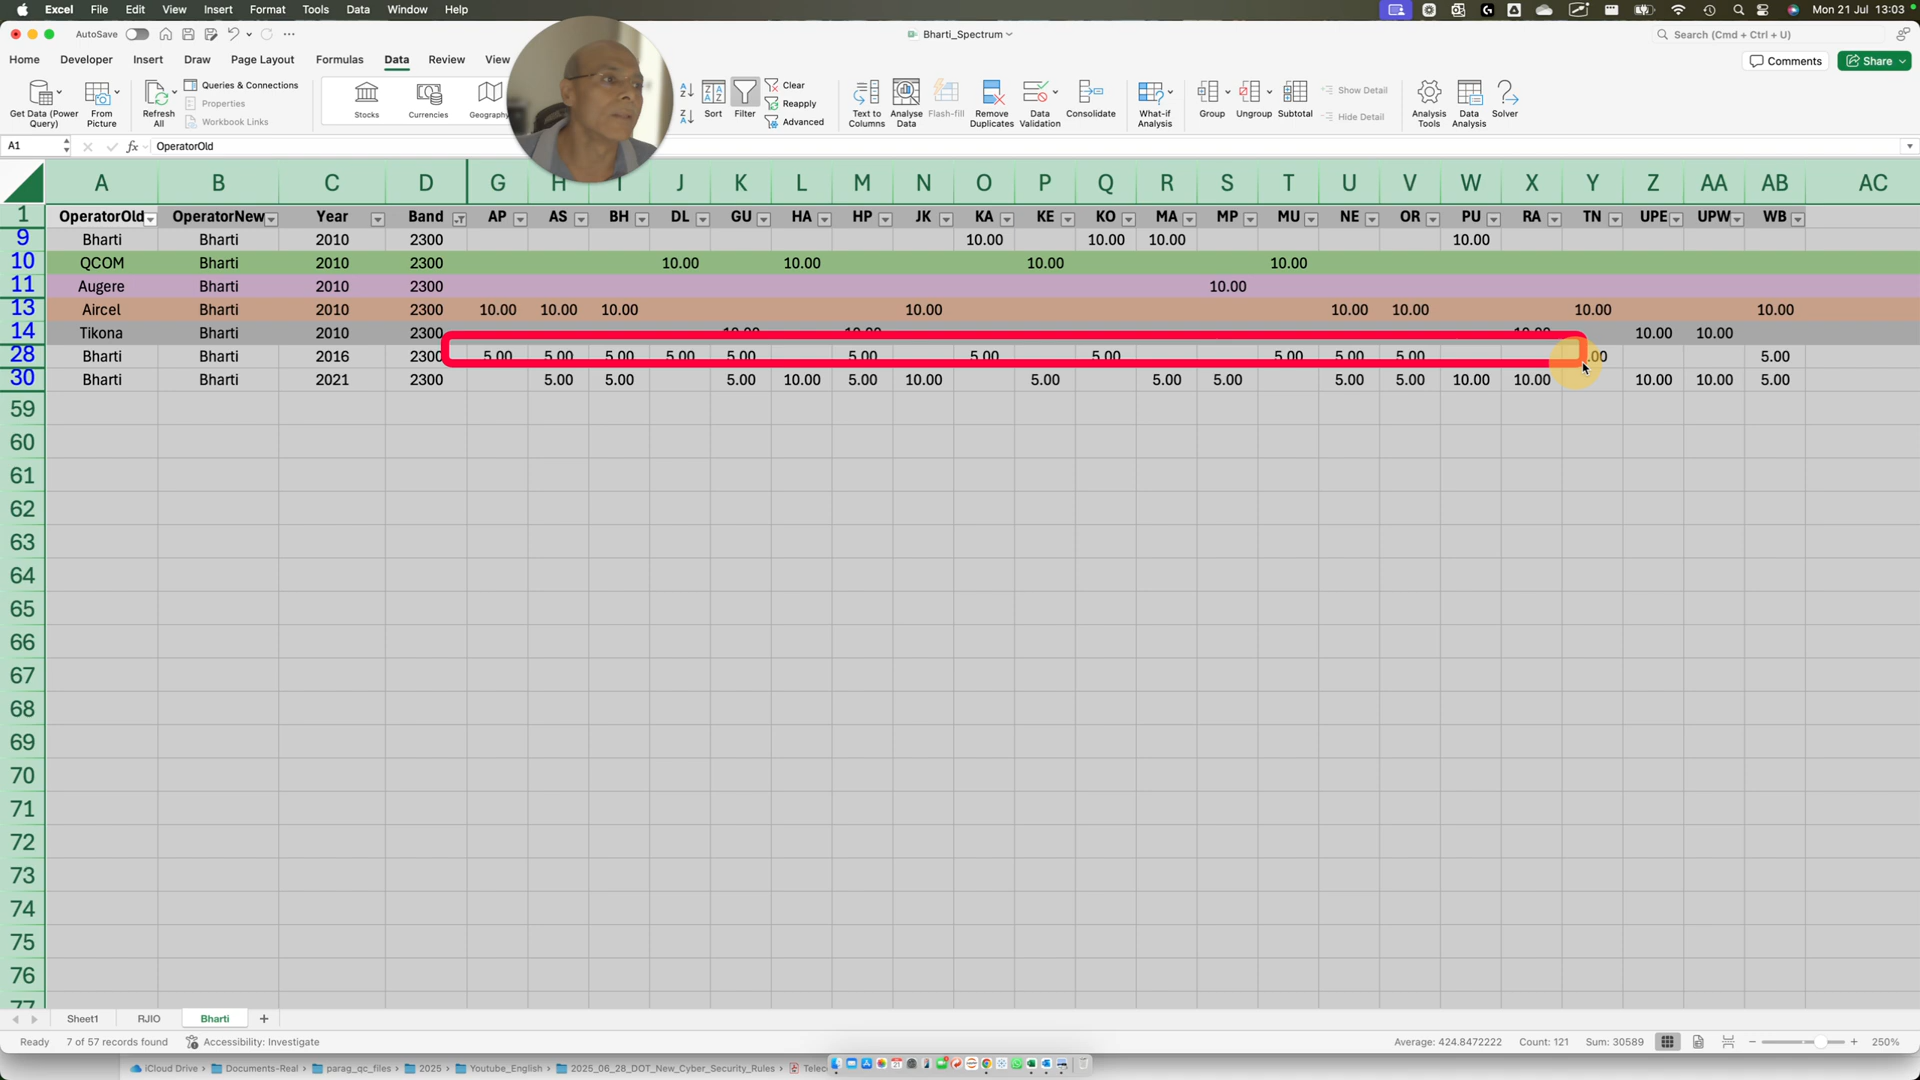 Excel File Edit View Insert Format Tools Data Window Help Mon 21 Jul 13:03
AutoSave Bharti_Spectrum Search (Cmd + Ctrl + U)
Home Developer Insert Draw Page Layout Formulas Data Review View Comments Share
Get Data (Power Query) From Picture Refresh All Queries & Connections Properties Workbook Links Stocks Currencies Geography Sort Filter Clear Reapply Advanced Text to Columns Analyse Data Flash-fill Remove Duplicates Data Validation Consolidate What-if Analysis Group Ungroup Subtotal Show Detail Hide Detail Analysis Tools Data Analysis Solver
A1 fx OperatorOld
A B C D G H I J K L M N O P Q R S T U V W X Y Z AA AB AC
1 OperatorOld OperatorNew Year Band AP AS BH DL GU HA HP JK KA KE KO MA MP MU NE OR PU RA TN UPE UPW WB
9 Bharti Bharti 2010 2300 10.00 10.00 10.00 10.00
10 QCOM Bharti 2010 2300 10.00 10.00 10.00 10.00
11 Augere Bharti 2010 2300 10.00
13 Aircel Bharti 2010 2300 10.00 10.00 10.00 10.00 10.00 10.00 10.00 10.00
14 Tikona Bharti 2010 2300 10.00 10.00 10.00 10.00 10.00
28 Bharti Bharti 2016 2300 5.00 5.00 5.00 5.00 5.00 5.00 5.00 5.00 5.00 5.00 5.00 .00 5.00
30 Bharti Bharti 2021 2300 5.00 5.00 5.00 10.00 5.00 10.00 5.00 5.00 5.00 5.00 5.00 10.00 10.00 10.00 10.00 5.00
59
60
61
62
63
64
65
66
67
68
69
70
71
72
73
74
75
76
77
Sheet1 RJIO Bharti
Ready 7 of 57 records found Accessibility: Investigate Average: 424.8472222 Count: 121 Sum: 30589 250%
iCloud Drive Documents-Real parag_qc_files 2025 Youtube_English 2025_06_28_DOT_New_Cyber_Security_Rules Telec